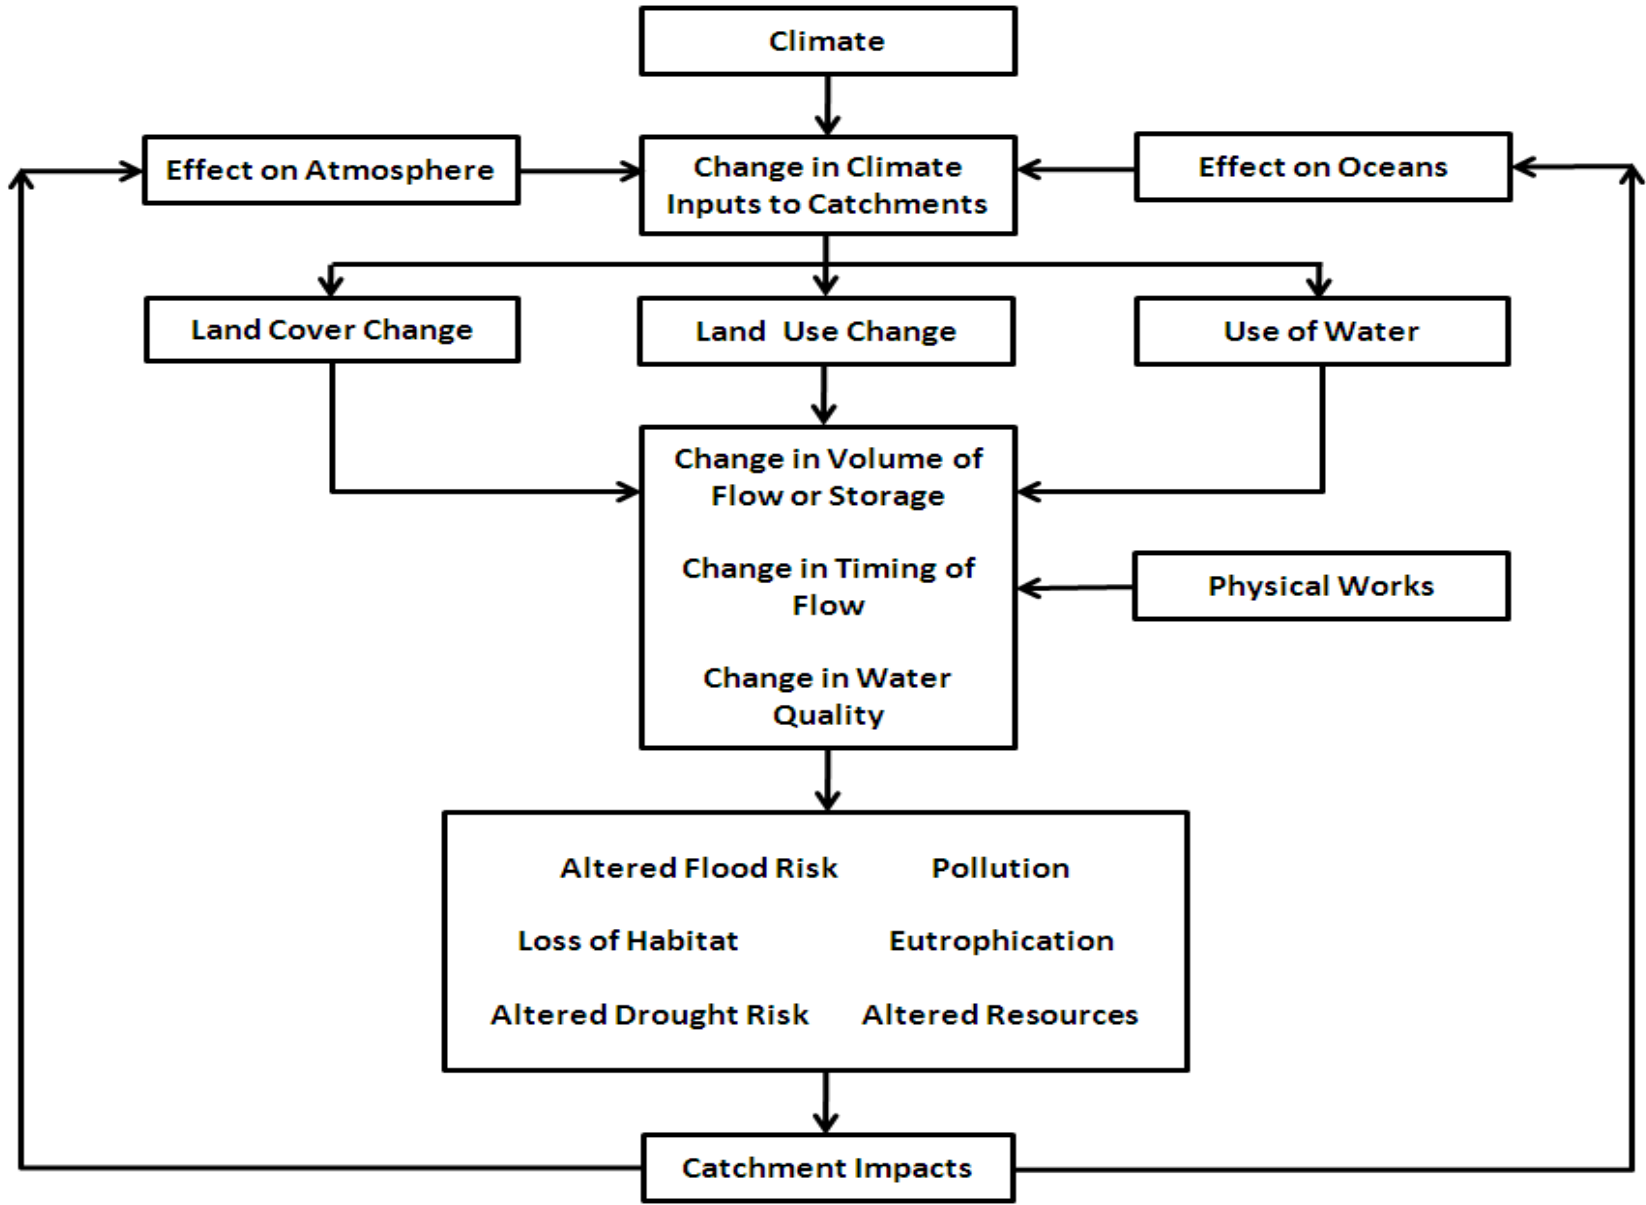 Climate
Effect on Atmosphere
Change in Climate
Inputs to Catchments
Effect on Oceans
Land Cover Change
Land Use Change
Use of Water
Change in Volume of
Flow or Storage
Change in Timing of
Flow
Physical Works
Change in Water
Quality
Altered Flood Risk
Pollution
Loss of Habitat
Eutrophication
Altered Drought Risk
Altered Resources
Catchment Impacts